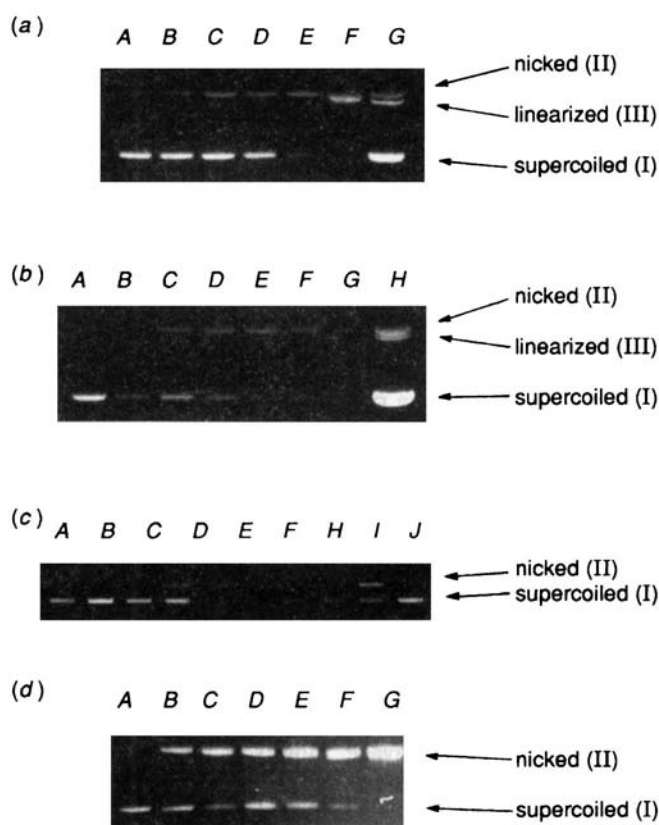 (a)
A B C D E F G
nicked (II)
linearized (III)
supercoiled (I)
(b)
A B C D E F G H
nicked (II)
linearized (III)
supercoiled (I)
(c)
A B C D E F H I J
nicked (II)
supercoiled (I)
(d)
A B C D E F G
nicked (II)
supercoiled (I)